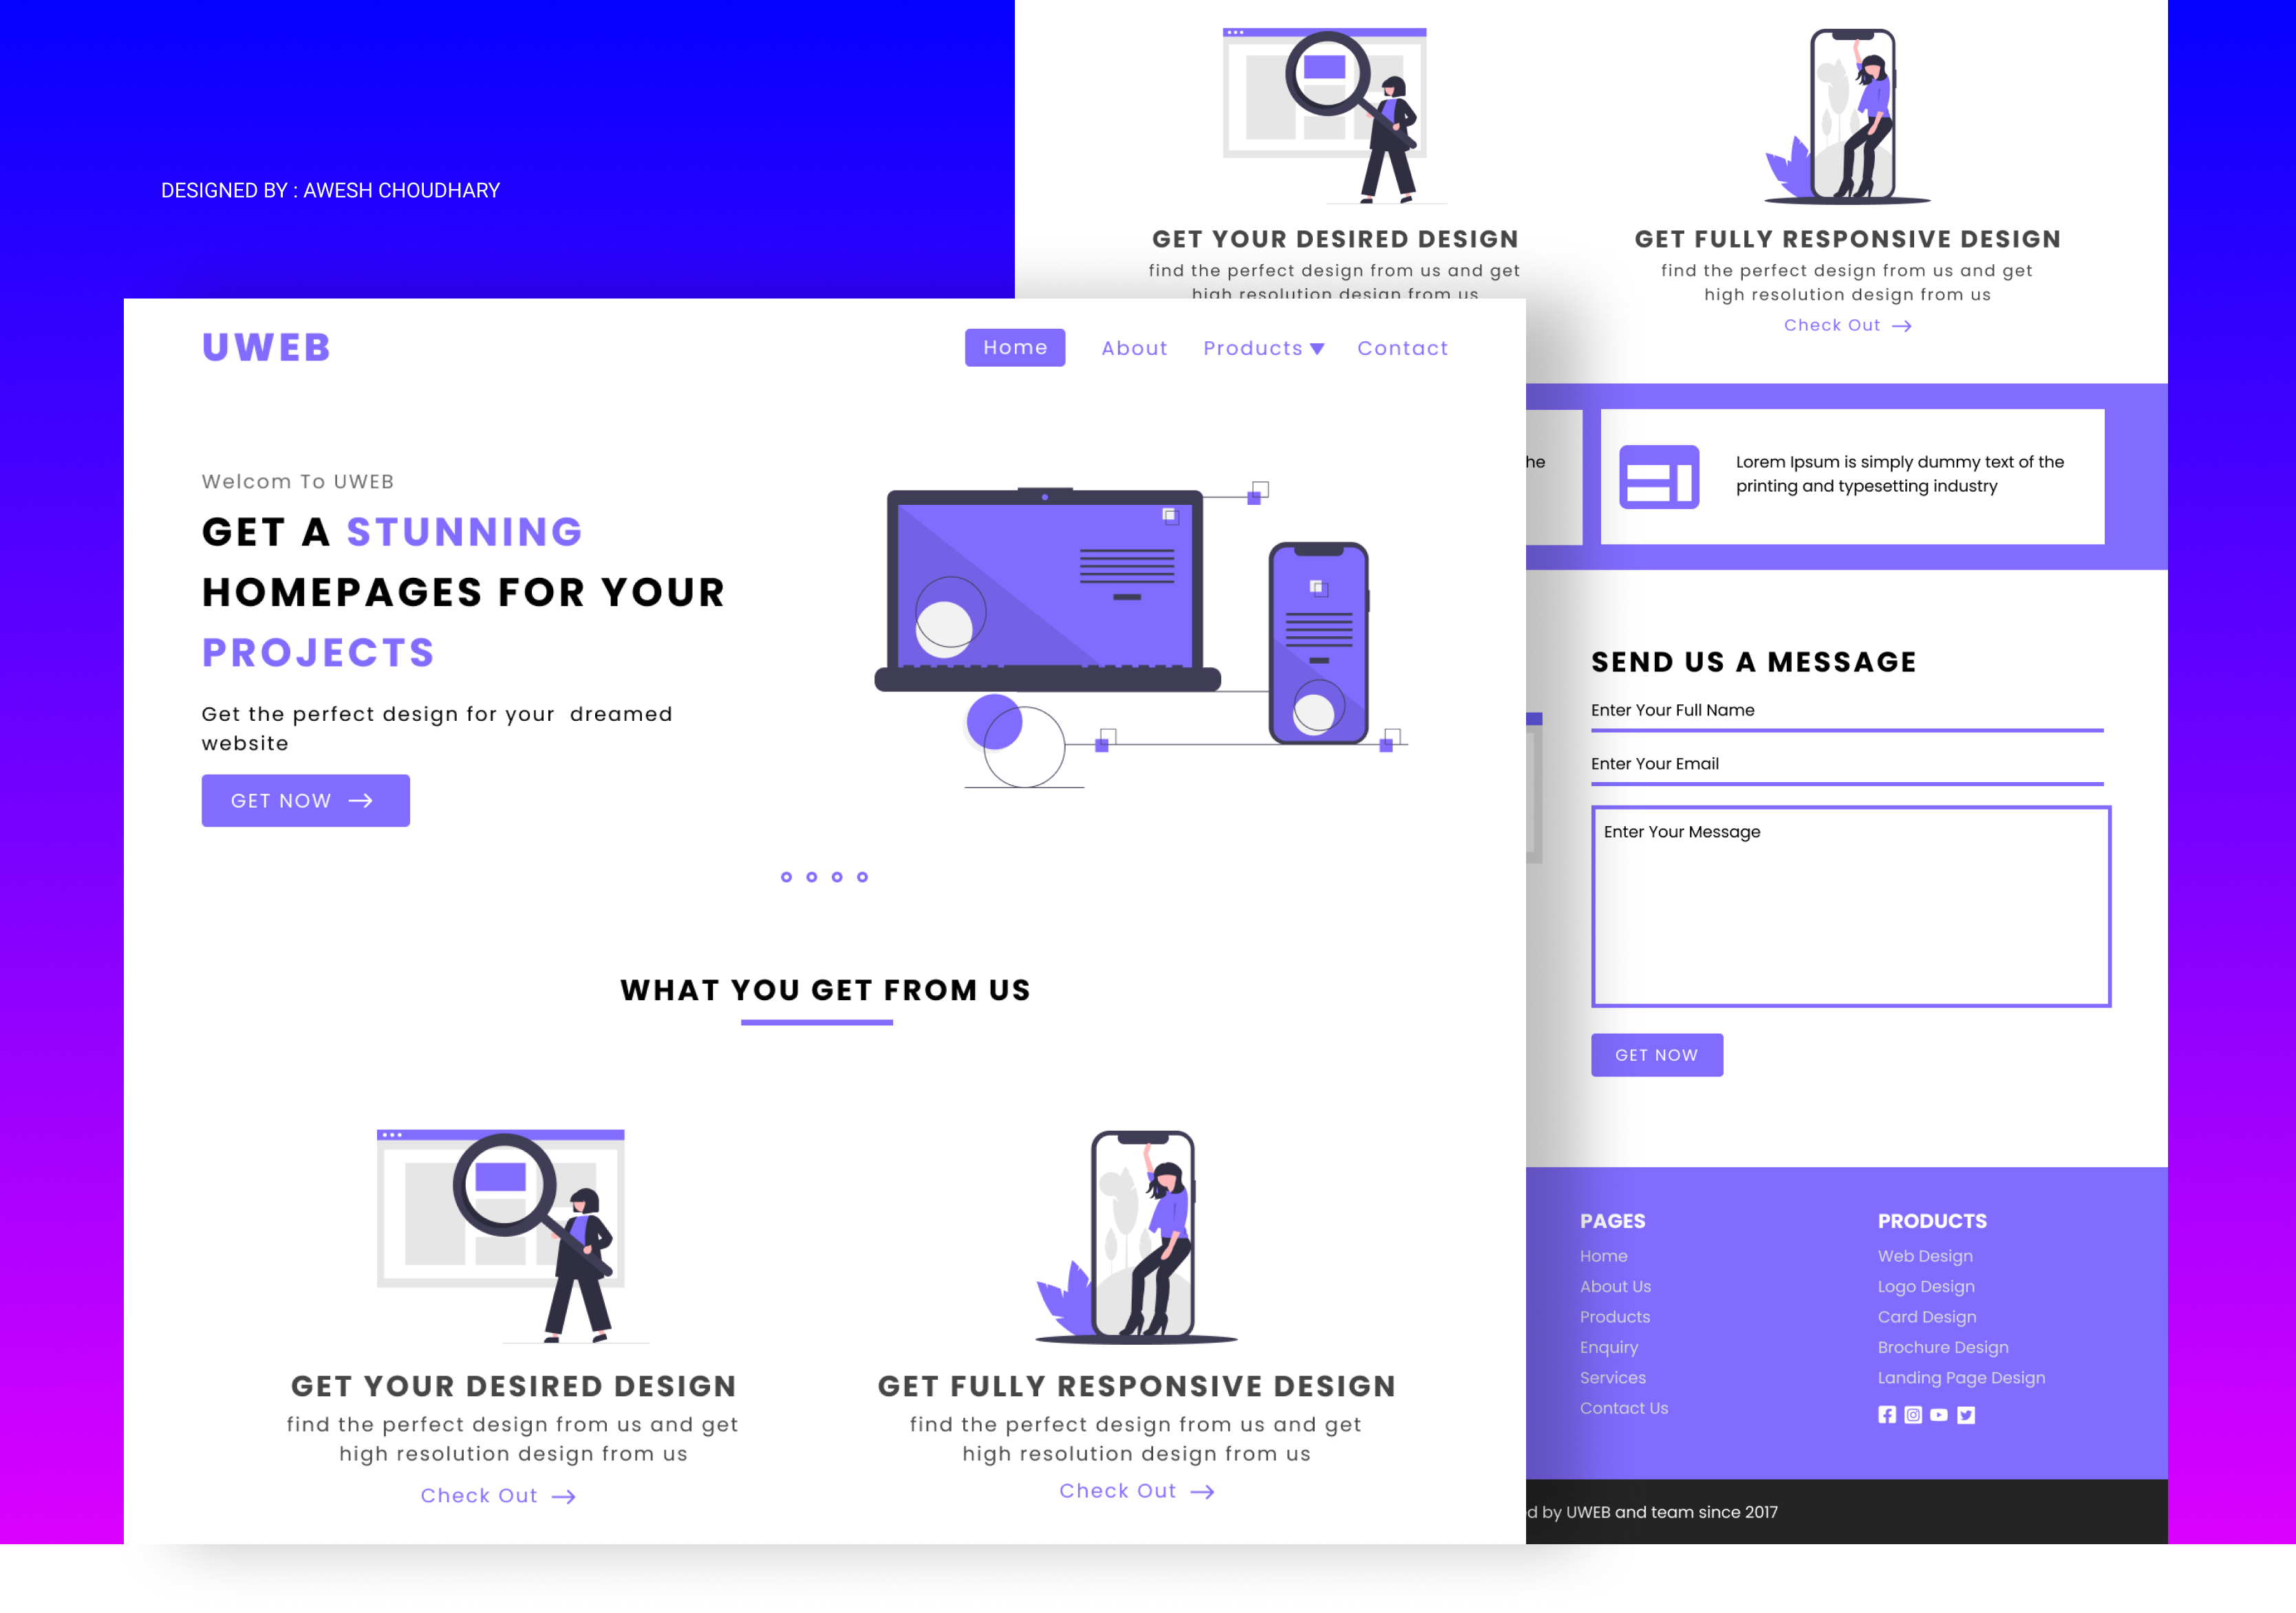 DESIGNED BY : AWESH CHOUDHARY
UWEB
Home About Products Contact
Welcom To UWEB
GET A STUNNING
HOMEPAGES FOR YOUR
PROJECTS
Get the perfect design for your dreamed
website
GET NOW
WHAT YOU GET FROM US
GET YOUR DESIRED DESIGN
find the perfect design from us and get
high resolution design from us
Check Out
GET FULLY RESPONSIVE DESIGN
find the perfect design from us and get
high resolution design from us
Check Out
GET YOUR DESIRED DESIGN
find the perfect design from us and get
high resolution design from us
GET FULLY RESPONSIVE DESIGN
find the perfect design from us and get
high resolution design from us
Check Out
Lorem Ipsum is simply dummy text of the
printing and typesetting industry
SEND US A MESSAGE
Enter Your Full Name
Enter Your Email
Enter Your Message
GET NOW
PAGES
Home
About Us
Products
Enquiry
Services
Contact Us
PRODUCTS
Web Design
Logo Design
Card Design
Brochure Design
Landing Page Design
by UWEB and team since 2017